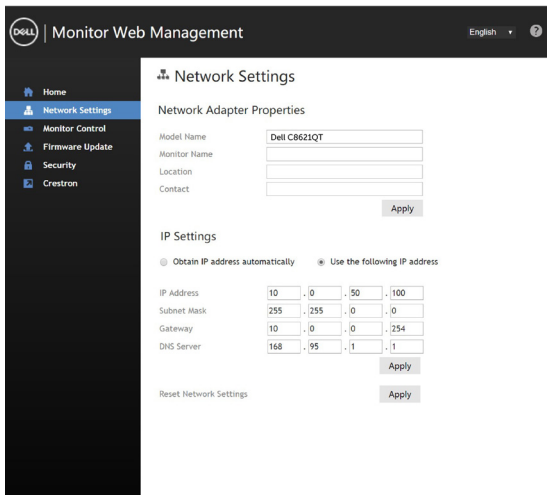 DELL | Monitor Web Management English ▾ ?
Home
Network Settings
Monitor Control
Firmware Update
Security
Crestron
Network Settings
Network Adapter Properties
Model Name Dell C8621QT
Monitor Name
Location
Contact
Apply
IP Settings
Obtain IP address automatically Use the following IP address
IP Address 10 . 0 . 50 . 100
Subnet Mask 255 . 255 . 0 . 0
Gateway 10 . 0 . 0 . 254
DNS Server 168 . 95 . 1 . 1
Apply
Reset Network Settings Apply